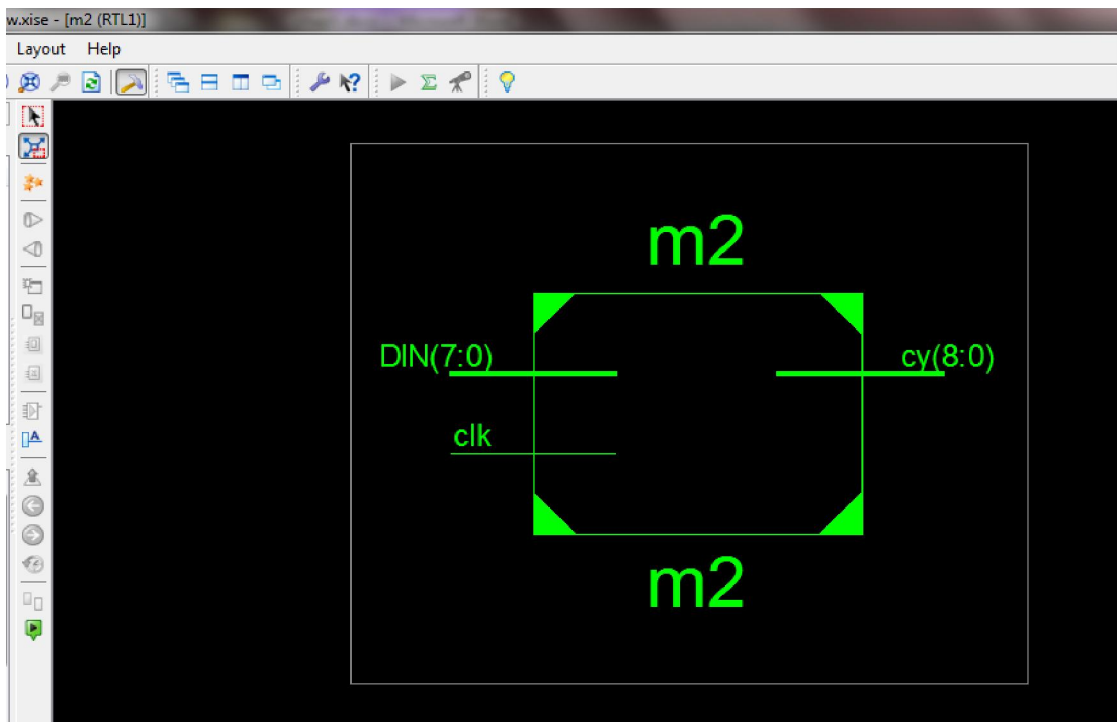 w.xise - [m2 (RTL1)]
Layout Help
m2
DIN(7:0)
cy(8:0)
clk
m2